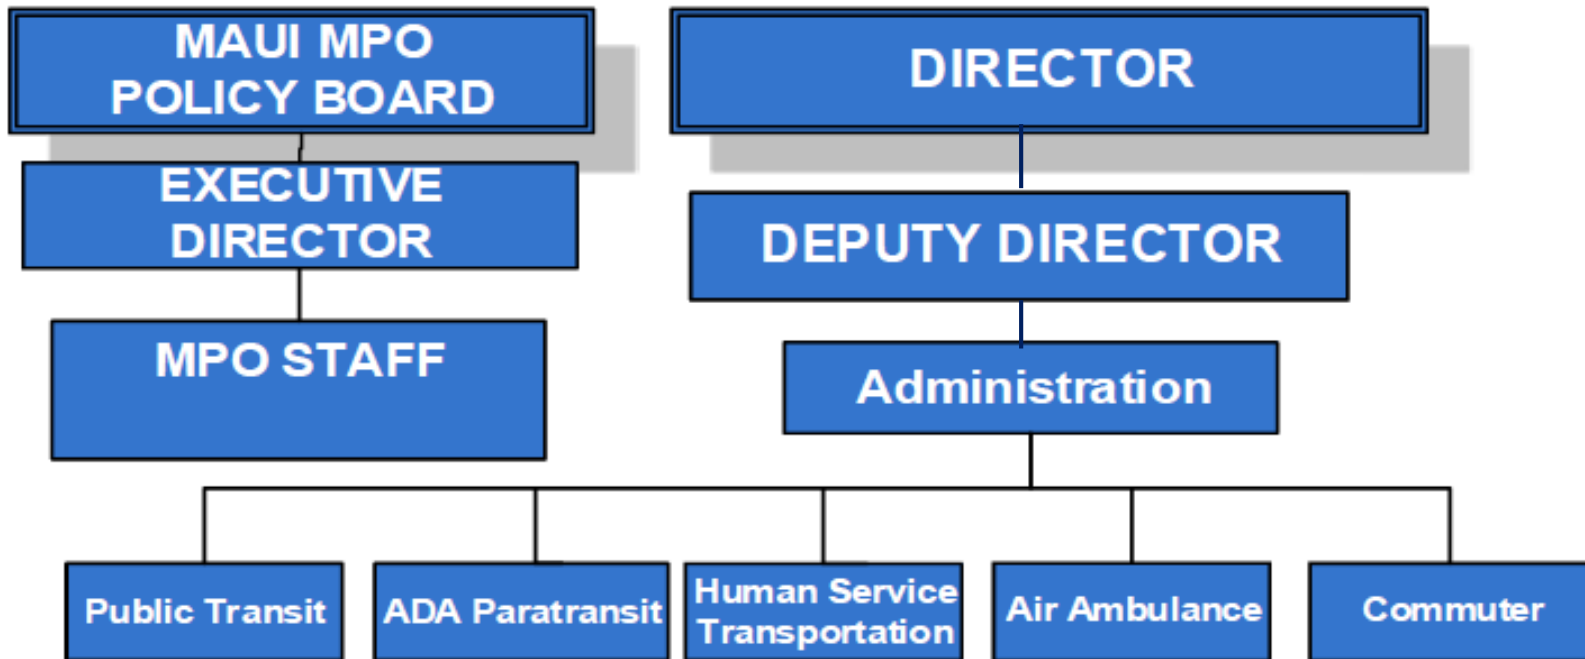 MAUI MPO
POLICY BOARD
DIRECTOR
EXECUTIVE
DIRECTOR
DEPUTY DIRECTOR
MPO STAFF
Administration
Public Transit
ADA Paratransit
Human Service
Transportation
Air Ambulance
Commuter